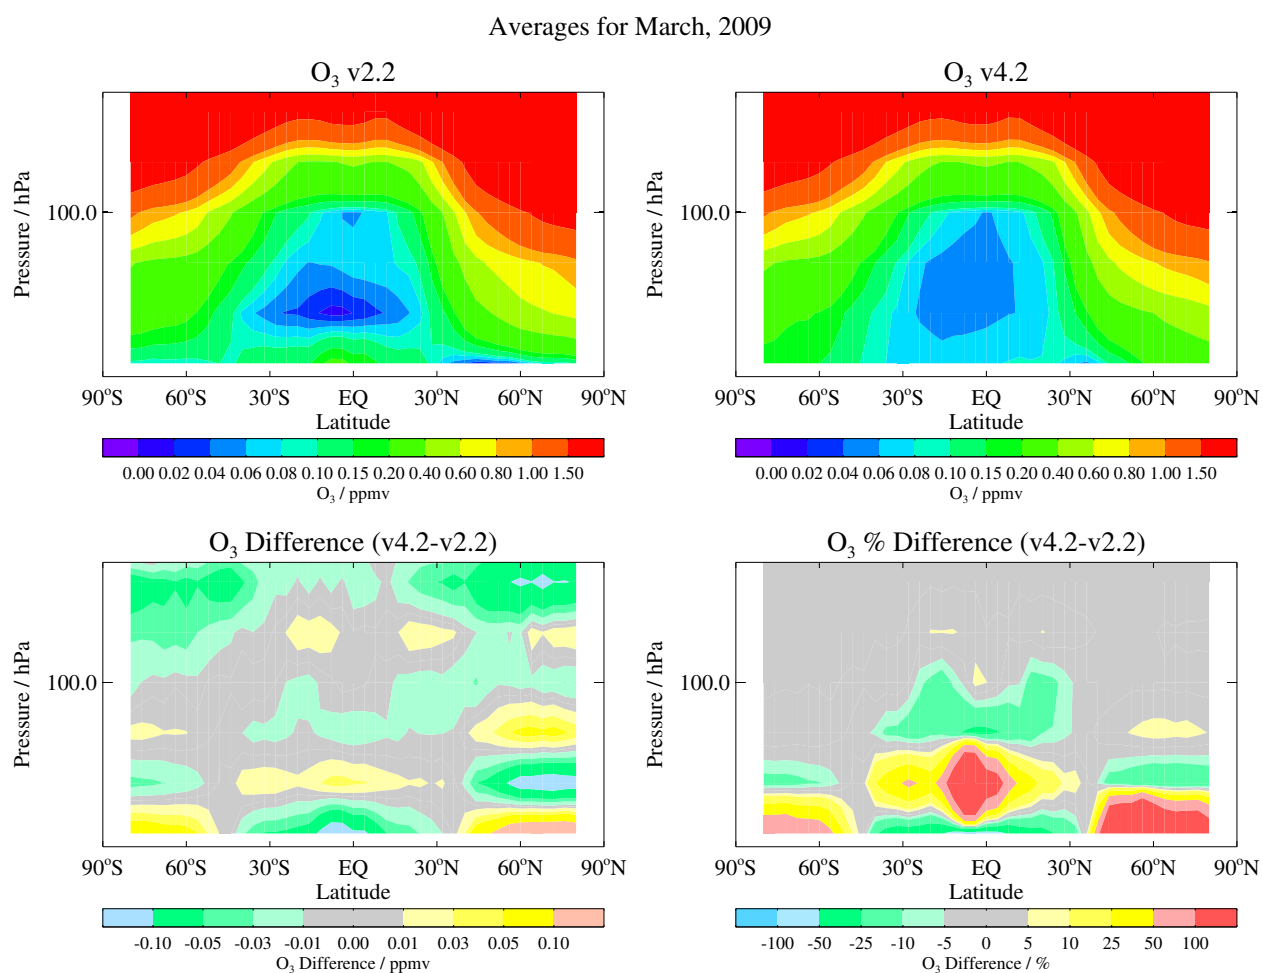 Averages for March, 2009
O3 v2.2
O3 v4.2
Pressure / hPa
100.0
90°S 60°S 30°S EQ 30°N 60°N 90°N
Latitude
0.00 0.02 0.04 0.06 0.08 0.10 0.15 0.20 0.40 0.60 0.80 1.00 1.50
O3 / ppmv
Pressure / hPa
100.0
90°S 60°S 30°S EQ 30°N 60°N 90°N
Latitude
0.00 0.02 0.04 0.06 0.08 0.10 0.15 0.20 0.40 0.60 0.80 1.00 1.50
O3 / ppmv
O3 Difference (v4.2-v2.2)
O3 % Difference (v4.2-v2.2)
Pressure / hPa
100.0
90°S 60°S 30°S EQ 30°N 60°N 90°N
Latitude
-0.10 -0.05 -0.03 -0.01 0.00 0.01 0.03 0.05 0.10
O3 Difference / ppmv
Pressure / hPa
100.0
90°S 60°S 30°S EQ 30°N 60°N 90°N
Latitude
-100 -50 -25 -10 -5 0 5 10 25 50 100
O3 Difference / %